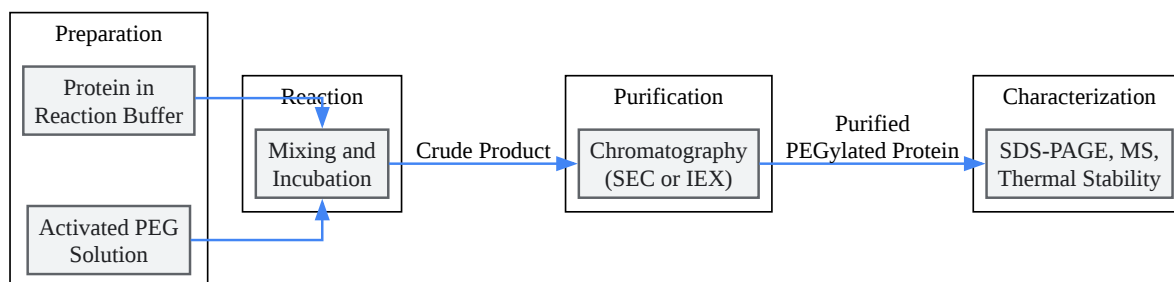 Preparation
Protein in
Reaction Buffer
Activated PEG
Solution
Reaction
Mixing and
Incubation
Crude Product
Purification
Chromatography
(SEC or IEX)
Purified
PEGylated Protein
Characterization
SDS-PAGE, MS,
Thermal Stability